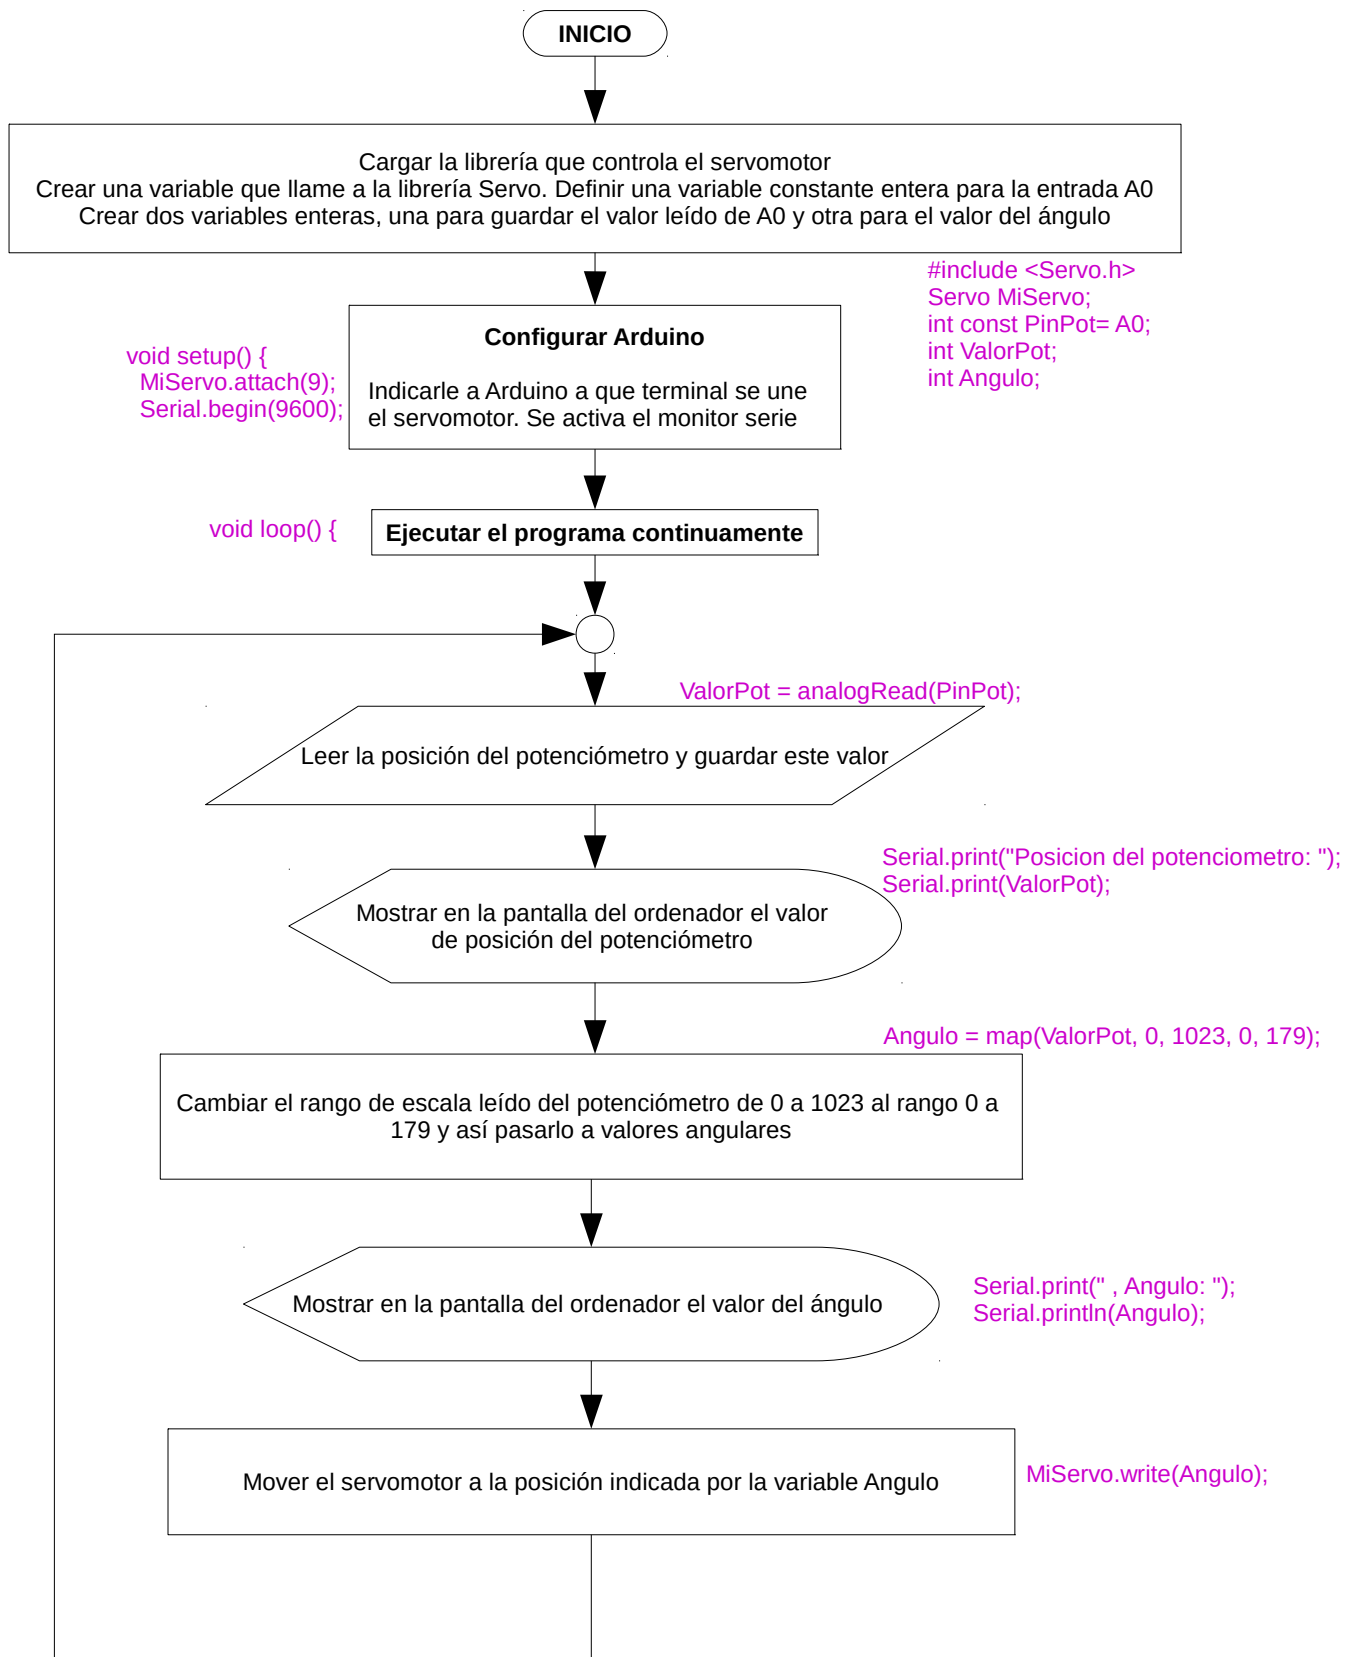 INICIO
Cargar la librería que controla el servomotor
Crear una variable que llame a la librería Servo. Definir una variable constante entera para la entrada A0
Crear dos variables enteras, una para guardar el valor leído de A0 y otra para el valor del ángulo
#include <Servo.h>
Servo MiServo;
int const PinPot= A0;
int ValorPot;
int Angulo;
Configurar Arduino
Indicarle a Arduino a que terminal se une
el servomotor. Se activa el monitor serie
void setup() {
MiServo.attach(9);
Serial.begin(9600);
void loop() {
Ejecutar el programa continuamente
ValorPot = analogRead(PinPot);
Leer la posición del potenciómetro y guardar este valor
Serial.print("Posicion del potenciometro: ");
Serial.print(ValorPot);
Mostrar en la pantalla del ordenador el valor
de posición del potenciómetro
Angulo = map(ValorPot, 0, 1023, 0, 179);
Cambiar el rango de escala leído del potenciómetro de 0 a 1023 al rango 0 a
179 y así pasarlo a valores angulares
Mostrar en la pantalla del ordenador el valor del ángulo
Serial.print(" , Angulo: ");
Serial.println(Angulo);
Mover el servomotor a la posición indicada por la variable Angulo
MiServo.write(Angulo);